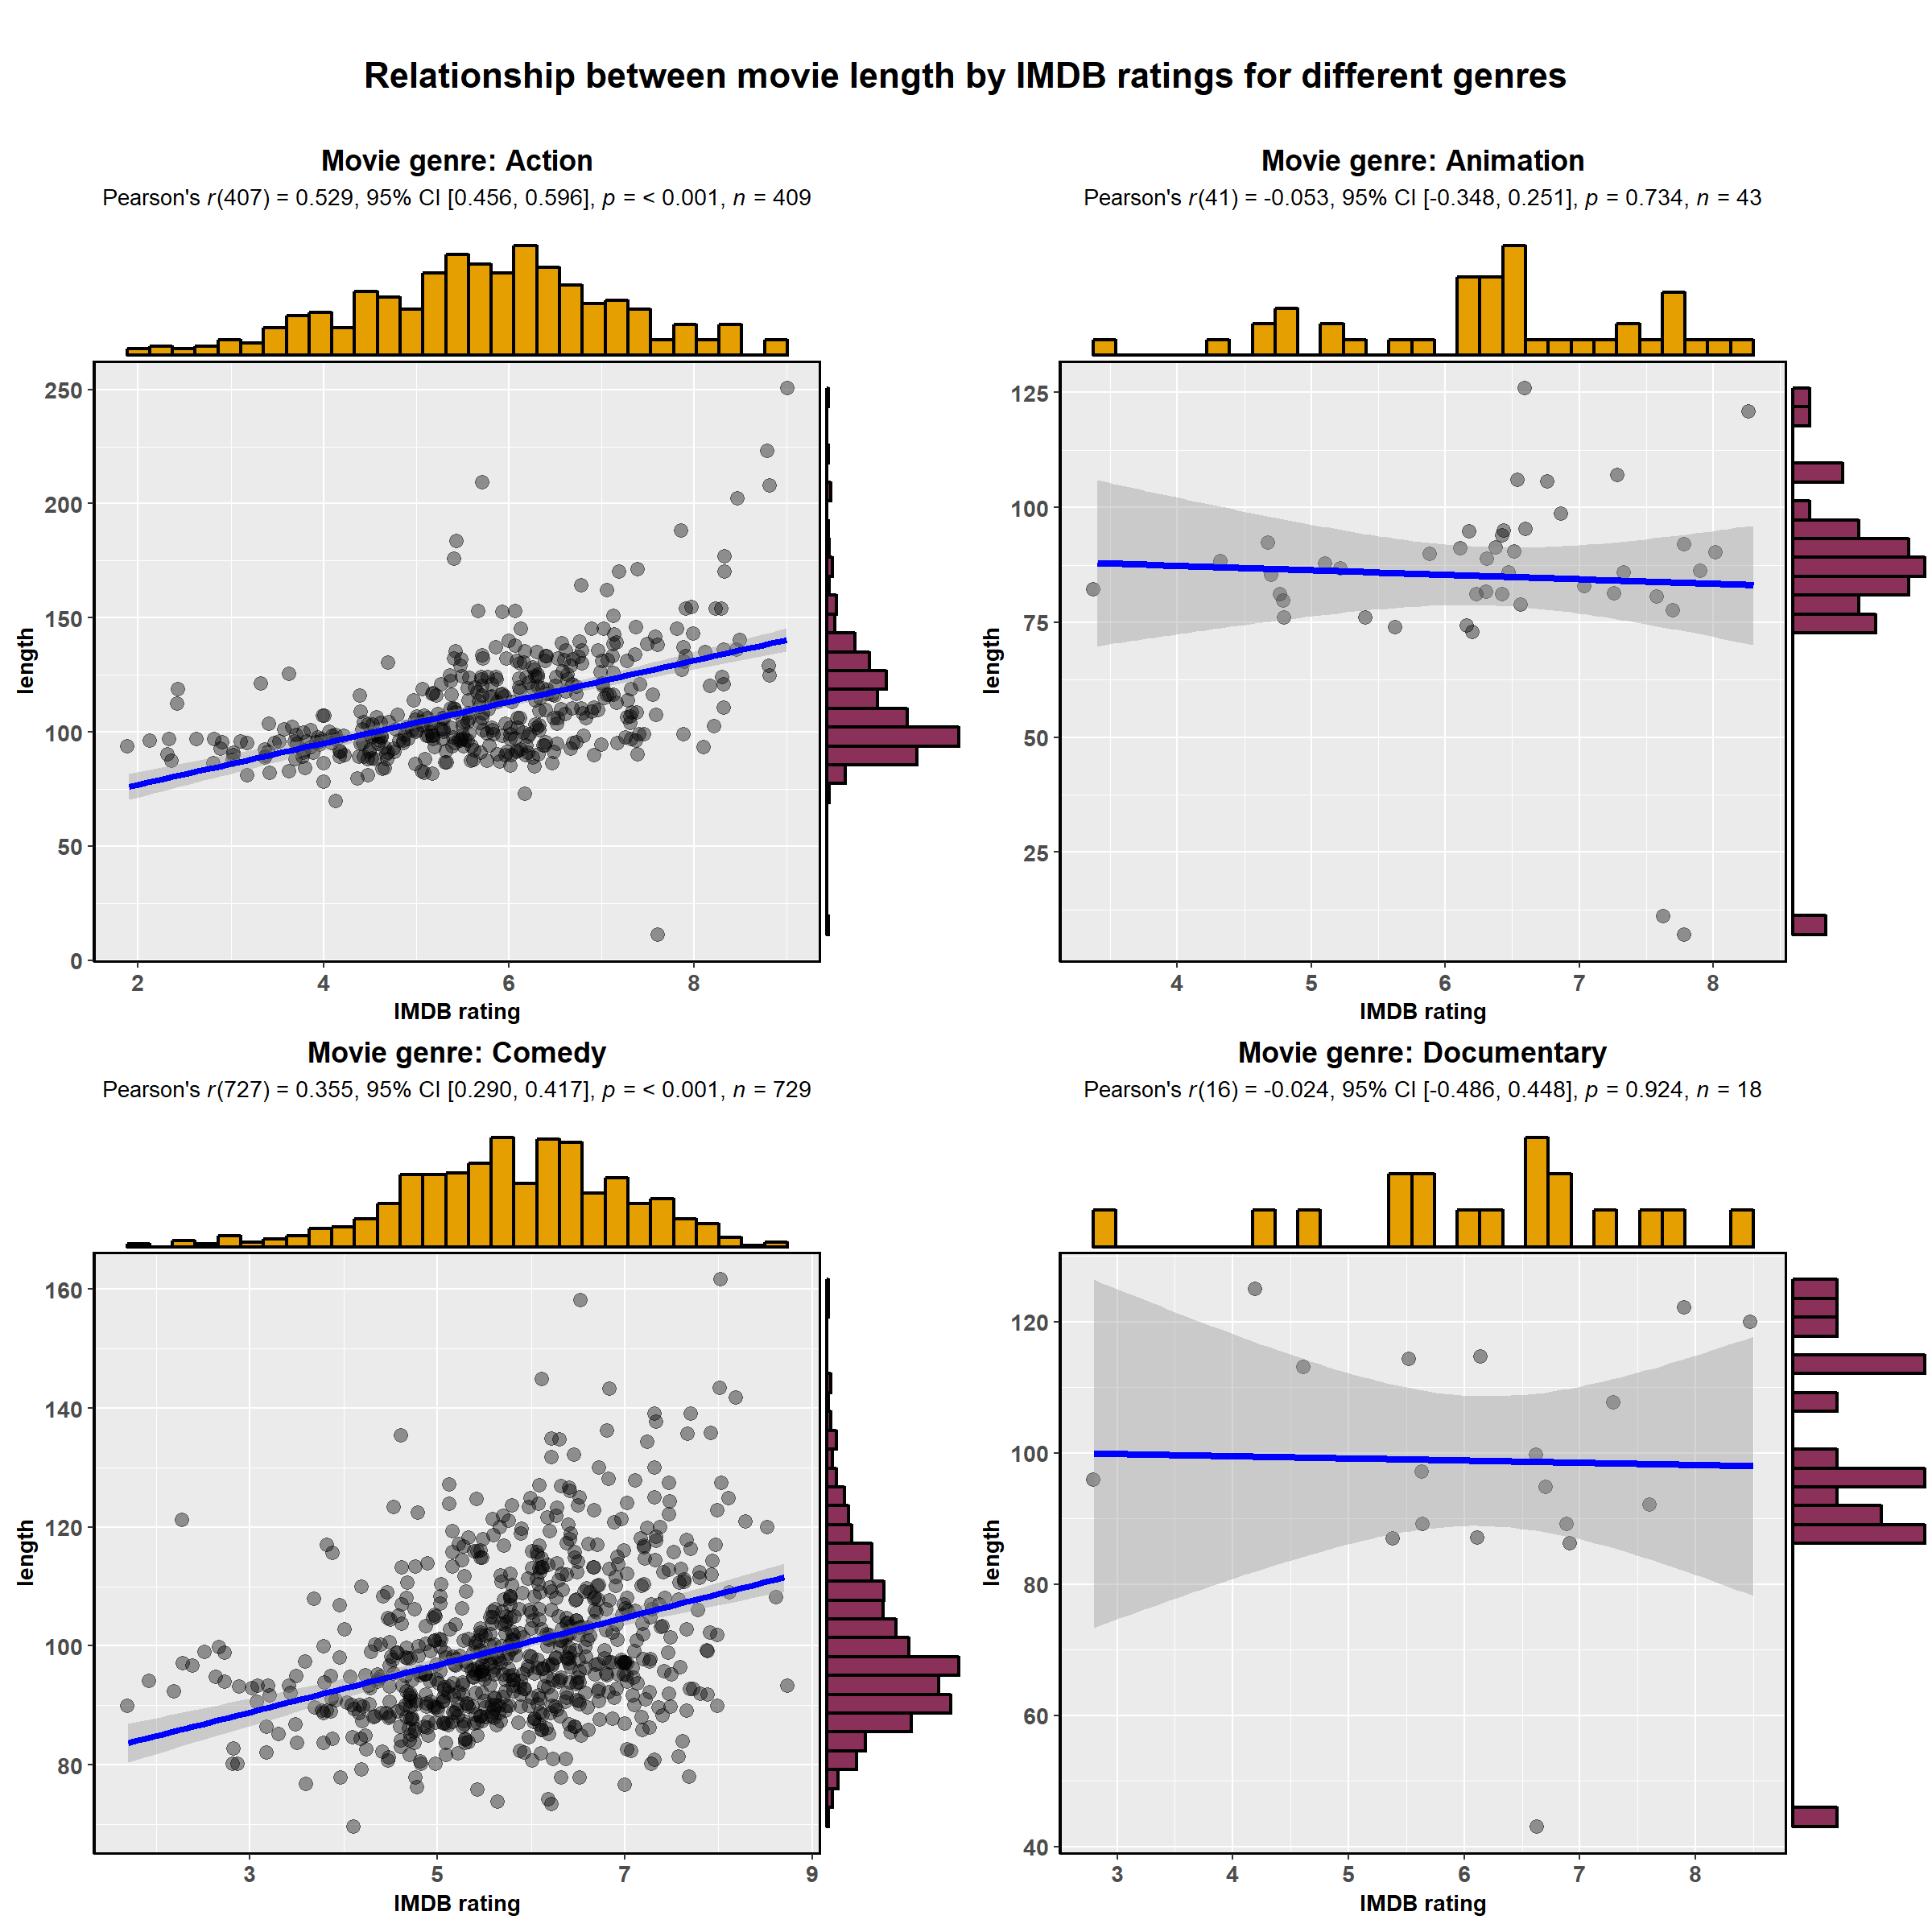 Relationship between movie length by IMDB ratings for different genres
Movie genre: Action
Pearson's r(407) = 0.529, 95% CI [0.456, 0.596], p = < 0.001, n = 409
250
200
150
100
50
0
length
2 4 6 8
IMDB rating
Movie genre: Animation
Pearson's r(41) = -0.053, 95% CI [-0.348, 0.251], p = 0.734, n = 43
125
100
75
50
25
length
4 5 6 7 8
IMDB rating
Movie genre: Comedy
Pearson's r(727) = 0.355, 95% CI [0.290, 0.417], p = < 0.001, n = 729
160
140
120
100
80
length
3 5 7 9
IMDB rating
Movie genre: Documentary
Pearson's r(16) = -0.024, 95% CI [-0.486, 0.448], p = 0.924, n = 18
120
100
80
60
40
length
3 4 5 6 7 8
IMDB rating